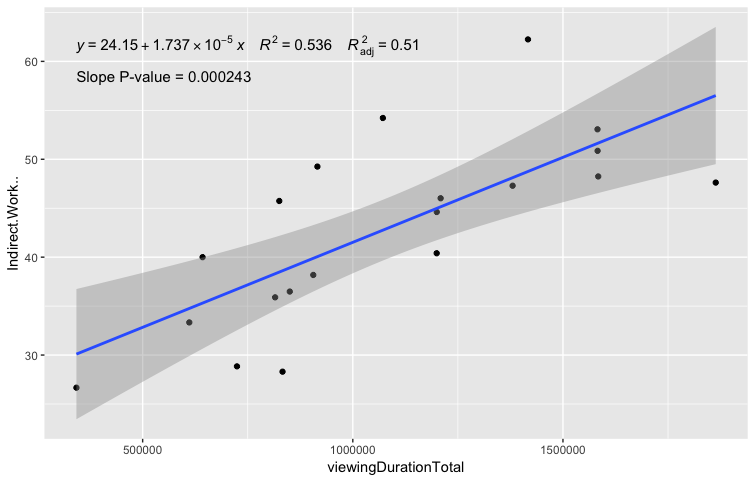 y = 24.15 + 1.737 × 10⁻⁵ x R² = 0.536 R²adj = 0.51
Slope P-value = 0.000243
60
50
40
30
Indirect.Work..
500000 1000000 1500000
viewingDurationTotal